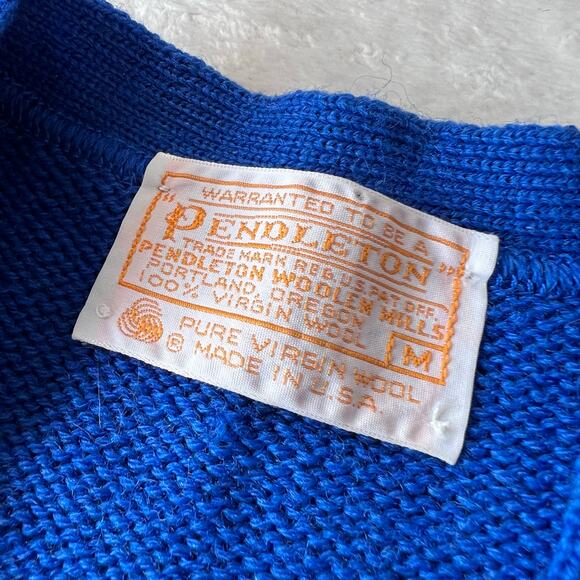 WARRANTED TO BE A
"PENDLETON"
TRADE MARK REG. U.S. PAT. OFF.
PENDLETON WOOLEN MILLS
PORTLAND, OREGON
100% VIRGIN WOOL M
PURE VIRGIN WOOL
® MADE IN U.S.A.